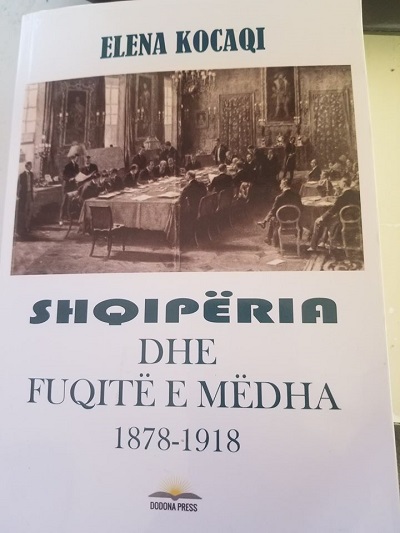 ELENA KOCAQI
SHQIPËRIA
DHE
FUQITË E MËDHA
1878-1918
DODONA PRESS